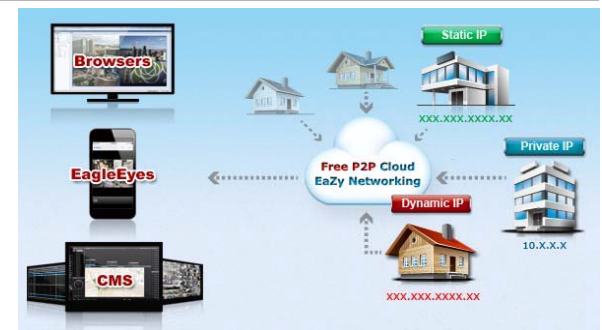 Browsers
Static IP
xxx.xxx.xxxx.xx
Private IP
Free P2P Cloud
EaZy Networking
EagleEyes
Dynamic IP
10.X.X.X
CMS
xxx.xxx.xxxx.xx